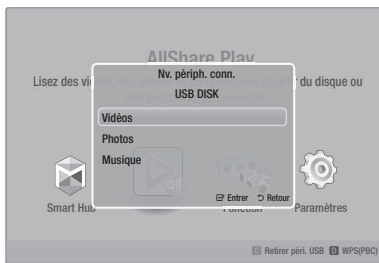 AllShare Play
Lisez des vi
du disque ou
Nv. périph. conn.
USB DISK
Vidéos
Photos
Musique
Entrer Retour
Smart Hub
Function
Paramètres
C Retirer péri. USB D WPS(PBC)